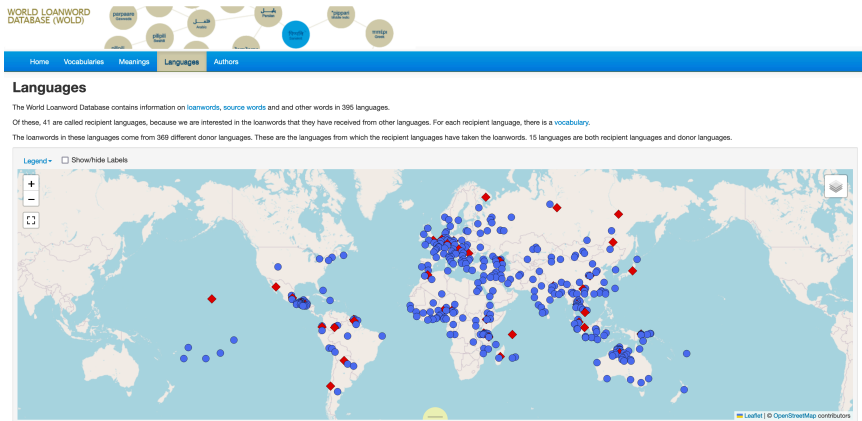 WORLD LOANWORD
DATABASE (WOLD)
Home Vocabularies Meanings Languages Authors
Languages
The World Loanword Database contains information on loanwords, source words and and other words in 395 languages.
Of these, 41 are called recipient languages, because we are interested in the loanwords that they have received from other languages. For each recipient language, there is a vocabulary.
The loanwords in these languages come from 369 different donor languages. These are the languages from which the recipient languages have taken the loanwords. 15 languages are both recipient languages and donor languages.
Legend Show/hide Labels
+
−
Leaflet | © OpenStreetMap contributors